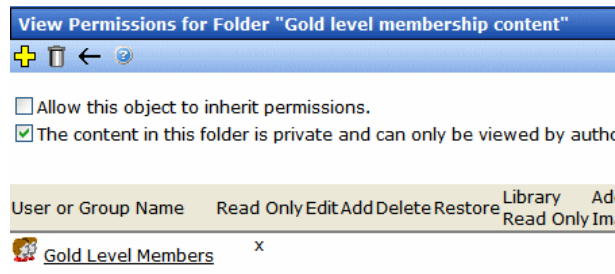 View Permissions for Folder "Gold level membership content"
Allow this object to inherit permissions.
The content in this folder is private and can only be viewed by autho
User or Group Name Read Only Edit Add Delete Restore Library Read Only Ad Ima
Gold Level Members x